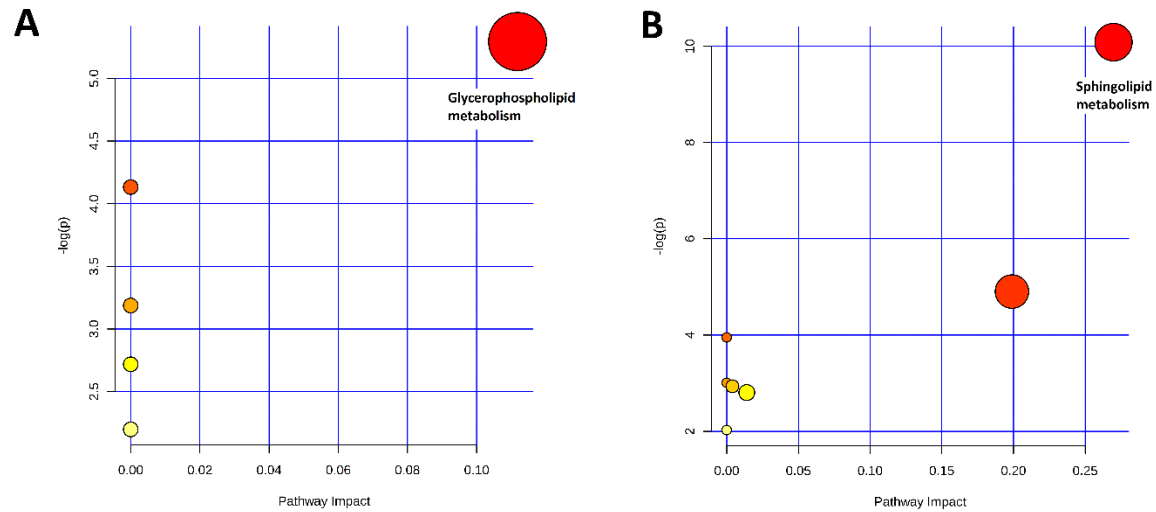 A
5.0
4.5
4.0
3.5
3.0
2.5
-log(p)
Glycerophospholipid
metabolism
0.00 0.02 0.04 0.06 0.08 0.10
Pathway Impact
B
10
8
6
4
2
-log(p)
Sphingolipid
metabolism
0.00 0.05 0.10 0.15 0.20 0.25
Pathway Impact